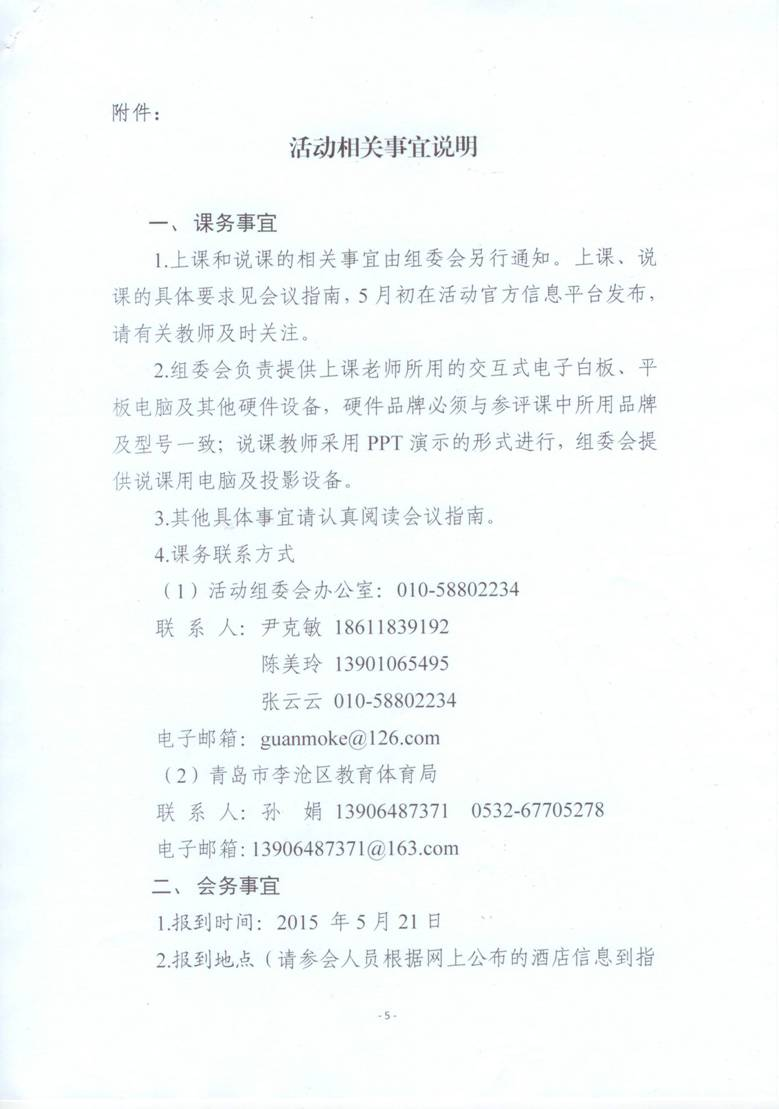 附件：
活动相关事宜说明
一、课务事宜
1.上课和说课的相关事宜由组委会另行通知。上课、说
课的具体要求见会议指南，5 月初在活动官方信息平台发布，
请有关教师及时关注。
2.组委会负责提供上课老师所用的交互式电子白板、平
板电脑及其他硬件设备，硬件品牌必须与参评课中所用品牌
及型号一致；说课教师采用 PPT 演示的形式进行，组委会提
供说课用电脑及投影设备。
3.其他具体事宜请认真阅读会议指南。
4.课务联系方式
（1）活动组委会办公室：010-58802234
联 系 人：尹克敏 18611839192
陈美玲 13901065495
张云云 010-58802234
电子邮箱：guanmoke@126.com
（2）青岛市李沧区教育体育局
联 系 人：孙　娟 13906487371　0532-67705278
电子邮箱：13906487371@163.com
二、会务事宜
1.报到时间：2015 年 5 月 21 日
2.报到地点（请参会人员根据网上公布的酒店信息到指
- 5 -